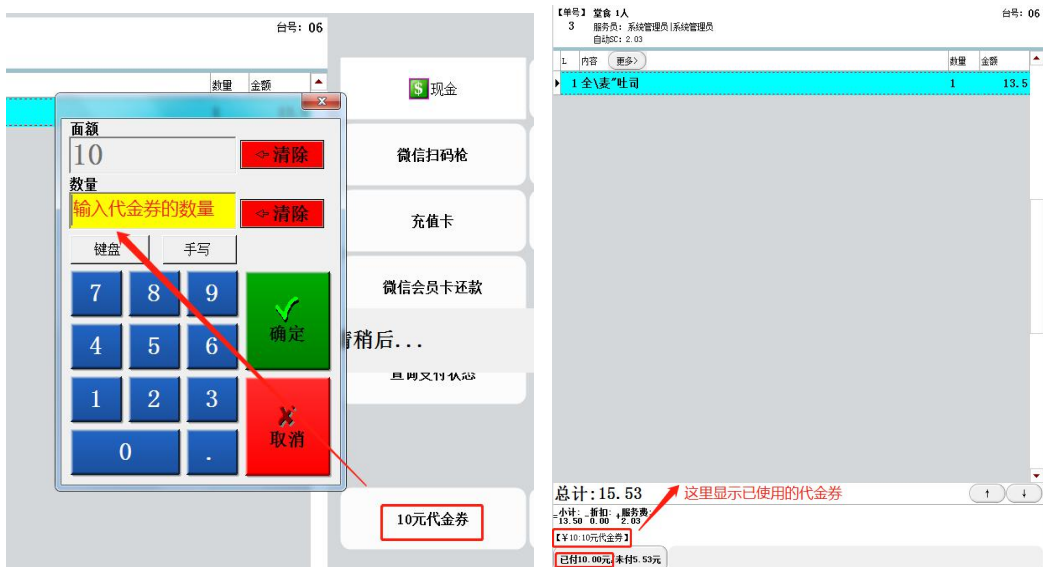 台号: 06
数量 金额
面额
10
清除
数量
输入代金券的数量
清除
键盘 手写
7 8 9
确定
4 5 6
1 2 3
取消
0 .
现金
微信扫码枪
充值卡
微信会员卡还款
请稍后...
查询支付状态
10元代金券
【单号】 堂食 1人 台号: 06
3 服务员: 系统管理员|系统管理员
自动SC: 2.03
L 内容 更多> 数量 金额
1 全\麦"吐司 1 13.5
总计:15.53
这里显示已使用的代金券
=小计: -折扣: +服务费:
13.50 0.00 2.03
【￥10:10元代金券】
已付10.00元,未付5.53元